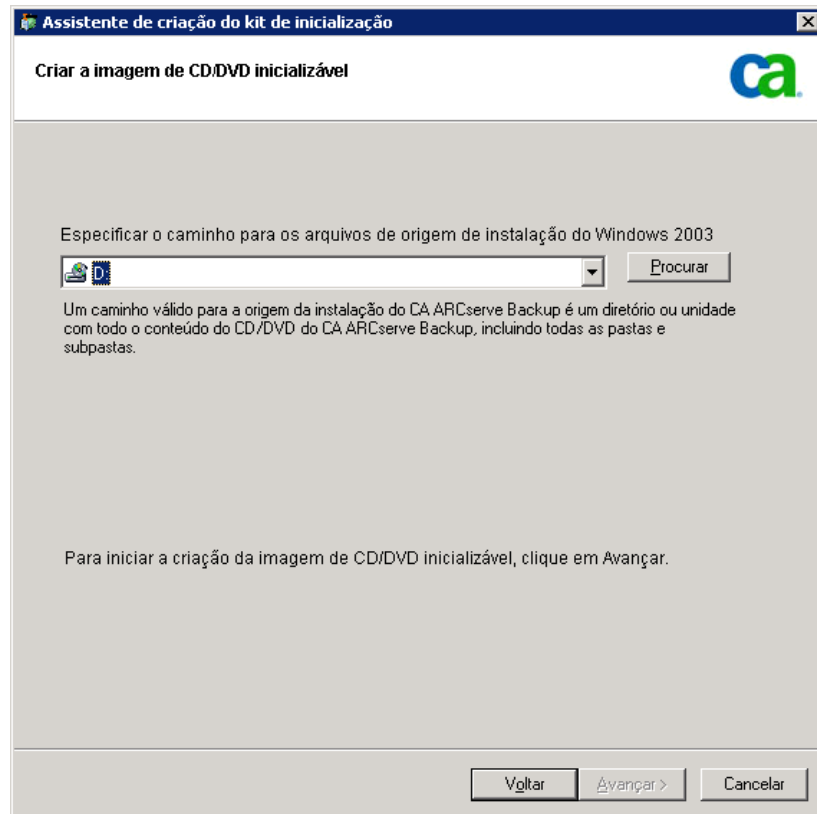 Assistente de criação do kit de inicialização
Criar a imagem de CD/DVD inicializável
ca
Especificar o caminho para os arquivos de origem de instalação do Windows 2003
D:
Procurar
Um caminho válido para a origem da instalação do CA ARCserve Backup é um diretório ou unidade
com todo o conteúdo do CD/DVD do CA ARCserve Backup, incluindo todas as pastas e
subpastas.
Para iniciar a criação da imagem de CD/DVD inicializável, clique em Avançar.
Voltar
Avançar >
Cancelar